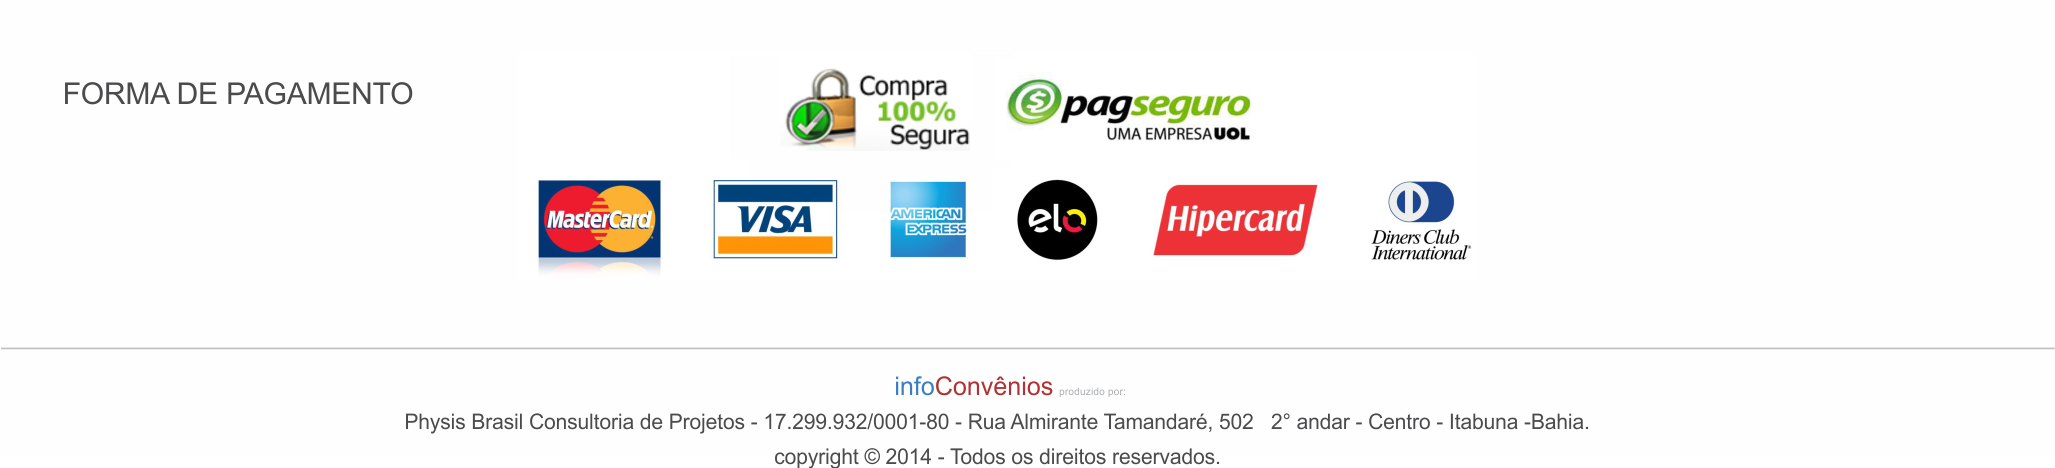 FORMA DE PAGAMENTO
Compra
100%
Segura
pagseguro
UMA EMPRESA UOL
MasterCard
VISA
AMERICAN
EXPRESS
elo
Hipercard
Diners Club
International®
infoConvênios produzido por:
Physis Brasil Consultoria de Projetos - 17.299.932/0001-80 - Rua Almirante Tamandaré, 502   2° andar - Centro - Itabuna -Bahia.
copyright © 2014 - Todos os direitos reservados.